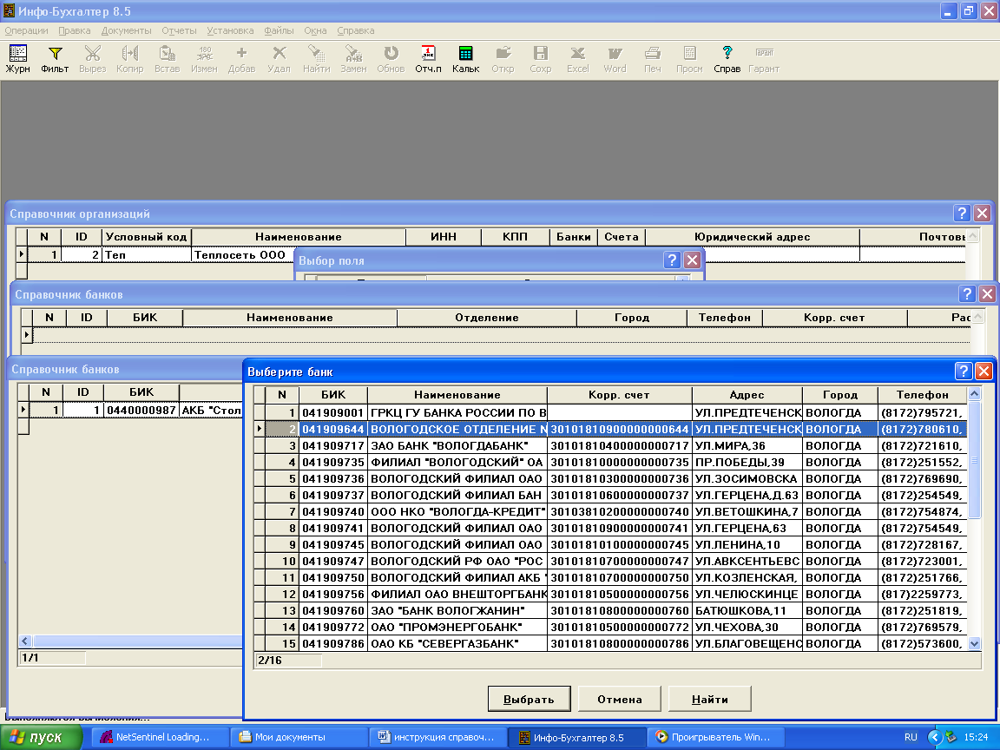 Инфо-Бухгалтер 8.5
Операции Правка Документы Отчеты Установка Файлы Окна Справка
Журн Фильт Вырез Копир Встав Измен Добав Удал Найти Замен Обнов Отч.п Кальк Откр Сохр Excel Word Печ Просм Справ Гарант
Справочник организаций
N ID Условный код Наименование ИНН КПП Банки Счета Юридический адрес Почтовы
1 2 Теп Теплосеть ООО
Выбор поля
Справочник банков
N ID БИК Наименование Отделение Город Телефон Корр. счет Рас
Справочник банков
N ID БИК
1 1 0440000987 АКБ "Стол
1/1
Выберите банк
N БИК Наименование Корр. счет Адрес Город Телефон
1 041909001 ГРКЦ ГУ БАНКА РОССИИ ПО В УЛ.ПРЕДТЕЧЕНСК ВОЛОГДА (8172)795721,
2 041909644 ВОЛОГОДСКОЕ ОТДЕЛЕНИЕ N 30101810900000000644 УЛ.ПРЕДТЕЧЕНСК ВОЛОГДА (8172)780610,
3 041909717 ЗАО БАНК "ВОЛОГДАБАНК" 30101810400000000717 УЛ.МИРА,36 ВОЛОГДА (8172)721610,
4 041909735 ФИЛИАЛ "ВОЛОГОДСКИЙ" ОА 30101810000000000735 ПР.ПОБЕДЫ,39 ВОЛОГДА (8172)251552,
5 041909736 ВОЛОГОДСКИЙ ФИЛИАЛ ОАО 30101810300000000736 УЛ.ЗОСИМОВСКА ВОЛОГДА (8172)769690,
6 041909737 ВОЛОГОДСКИЙ ФИЛИАЛ БАН 30101810600000000737 УЛ.ГЕРЦЕНА,Д.63 ВОЛОГДА (8172)254549,
7 041909740 ООО НКО "ВОЛОГДА-КРЕДИТ" 30103810200000000740 УЛ.ВЕТОШКИНА,7 ВОЛОГДА (8172)754874,
8 041909741 ВОЛОГОДСКИЙ ФИЛИАЛ ОАО 30101810900000000741 УЛ.ГЕРЦЕНА,63 ВОЛОГДА (8172)754549,
9 041909745 ВОЛОГОДСКИЙ ФИЛИАЛ ОАО 30101810100000000745 УЛ.ЛЕНИНА,10 ВОЛОГДА (8172)728167,
10 041909747 ВОЛОГОДСКИЙ РФ ОАО "РОС 30101810700000000747 УЛ.АВКСЕНТЬЕВС ВОЛОГДА (8172)723001,
11 041909750 ВОЛОГОДСКИЙ ФИЛИАЛ АКБ " 30101810700000000750 УЛ.КОЗЛЕНСКАЯ, ВОЛОГДА (8172)251766,
12 041909756 ФИЛИАЛ ОАО ВНЕШТОРГБАНК 30101810500000000756 УЛ.ЧЕЛЮСКИНЦЕ ВОЛОГДА (817)2259773,
13 041909760 ЗАО "БАНК ВОЛОГЖАНИН" 30101810800000000760 БАТЮШКОВА,11 ВОЛОГДА (8172)251819,
14 041909772 ОАО "ПРОМЭНЕРГОБАНК" 30101810500000000772 УЛ.ЧЕХОВА,30 ВОЛОГДА (8172)769579,
15 041909786 ОАО КБ "СЕВЕРГАЗБАНК" 30101810800000000786 УЛ.БЛАГОВЕЩЕНС ВОЛОГДА (8172)573600,
2/16
Выбрать Отмена Найти
пуск NetSentinel Loading... Мои документы инструкция справоч... Инфо-Бухгалтер 8.5 Проигрыватель Win... RU 15:24